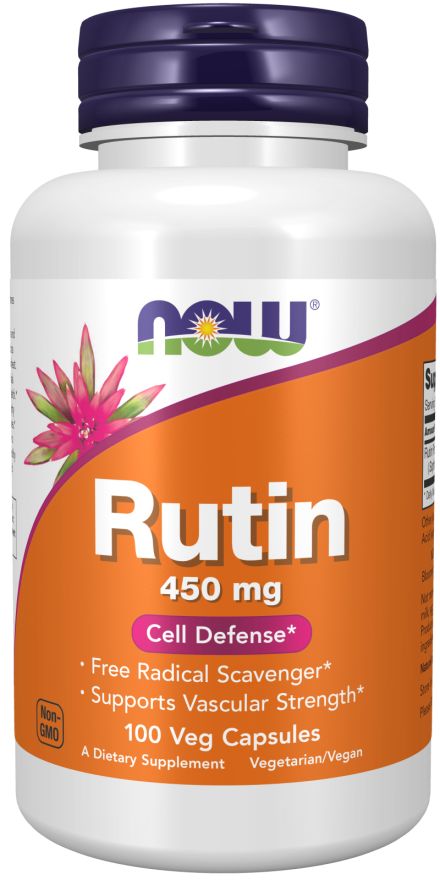 NOW®
Rutin
450 mg
Cell Defense*
• Free Radical Scavenger*
• Supports Vascular Strength*
Non-
GMO
100 Veg Capsules
A Dietary Supplement Vegetarian/Vegan